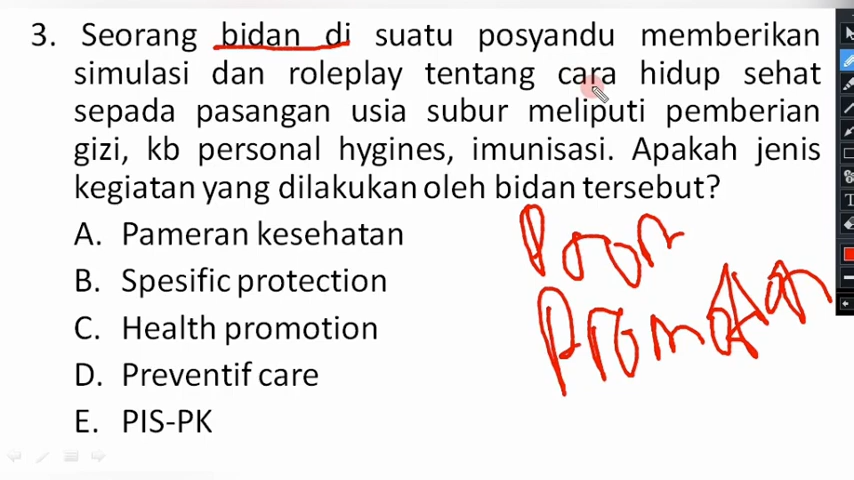 3. Seorang bidan di suatu posyandu memberikan
simulasi dan roleplay tentang cara hidup sehat
sepada pasangan usia subur meliputi pemberian
gizi, kb personal hygines, imunisasi. Apakah jenis
kegiatan yang dilakukan oleh bidan tersebut?
A. Pameran kesehatan
B. Spesific protection
C. Health promotion
D. Preventif care
E. PIS-PK